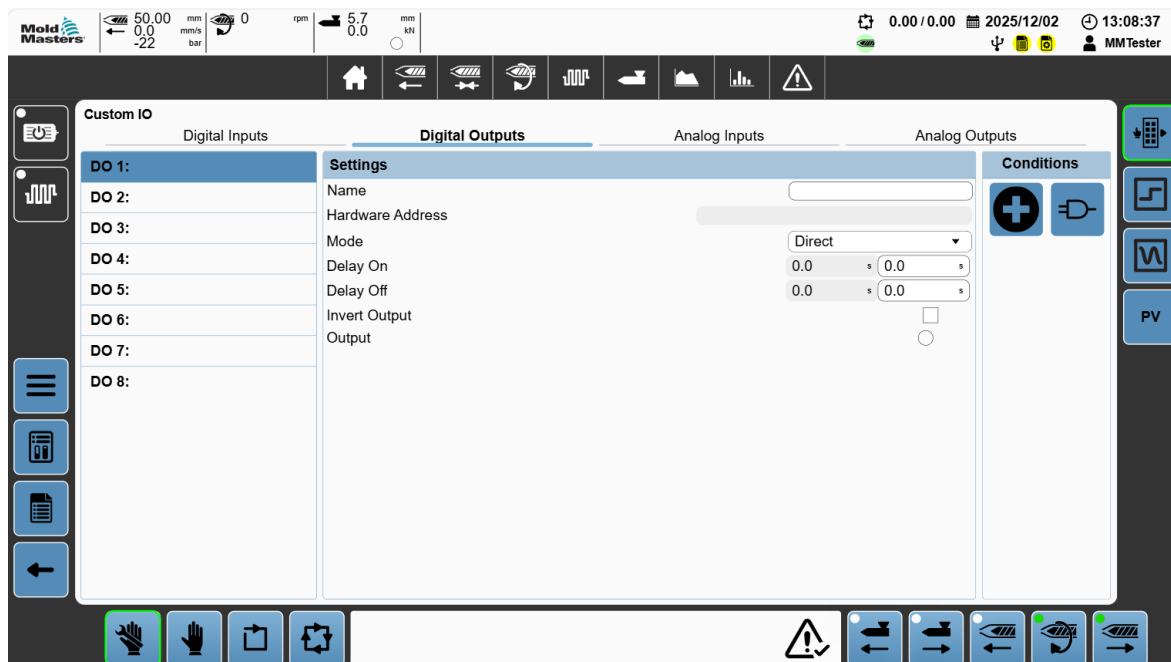 Mold Masters
50.00 mm
0.0 mm/s
-22 bar
0 rpm
5.7 mm
0.0 kN
0.00 / 0.00
2025/12/02
13:08:37
MMTester
Custom IO
Digital Inputs
Digital Outputs
Analog Inputs
Analog Outputs
DO 1:
DO 2:
DO 3:
DO 4:
DO 5:
DO 6:
DO 7:
DO 8:
Settings
Name
Hardware Address
Mode Direct
Delay On 0.0 s 0.0 s
Delay Off 0.0 s 0.0 s
Invert Output
Output
Conditions
PV